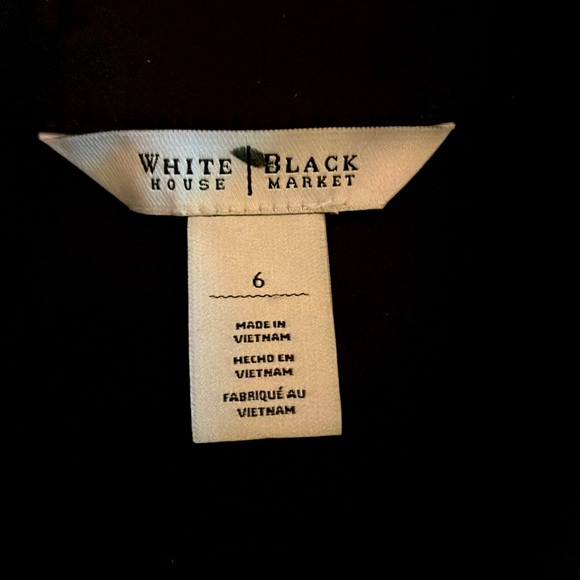 WHITE | BLACK
HOUSE MARKET
6
MADE IN
VIETNAM
HECHO EN
VIETNAM
FABRIQUÉ AU
VIETNAM